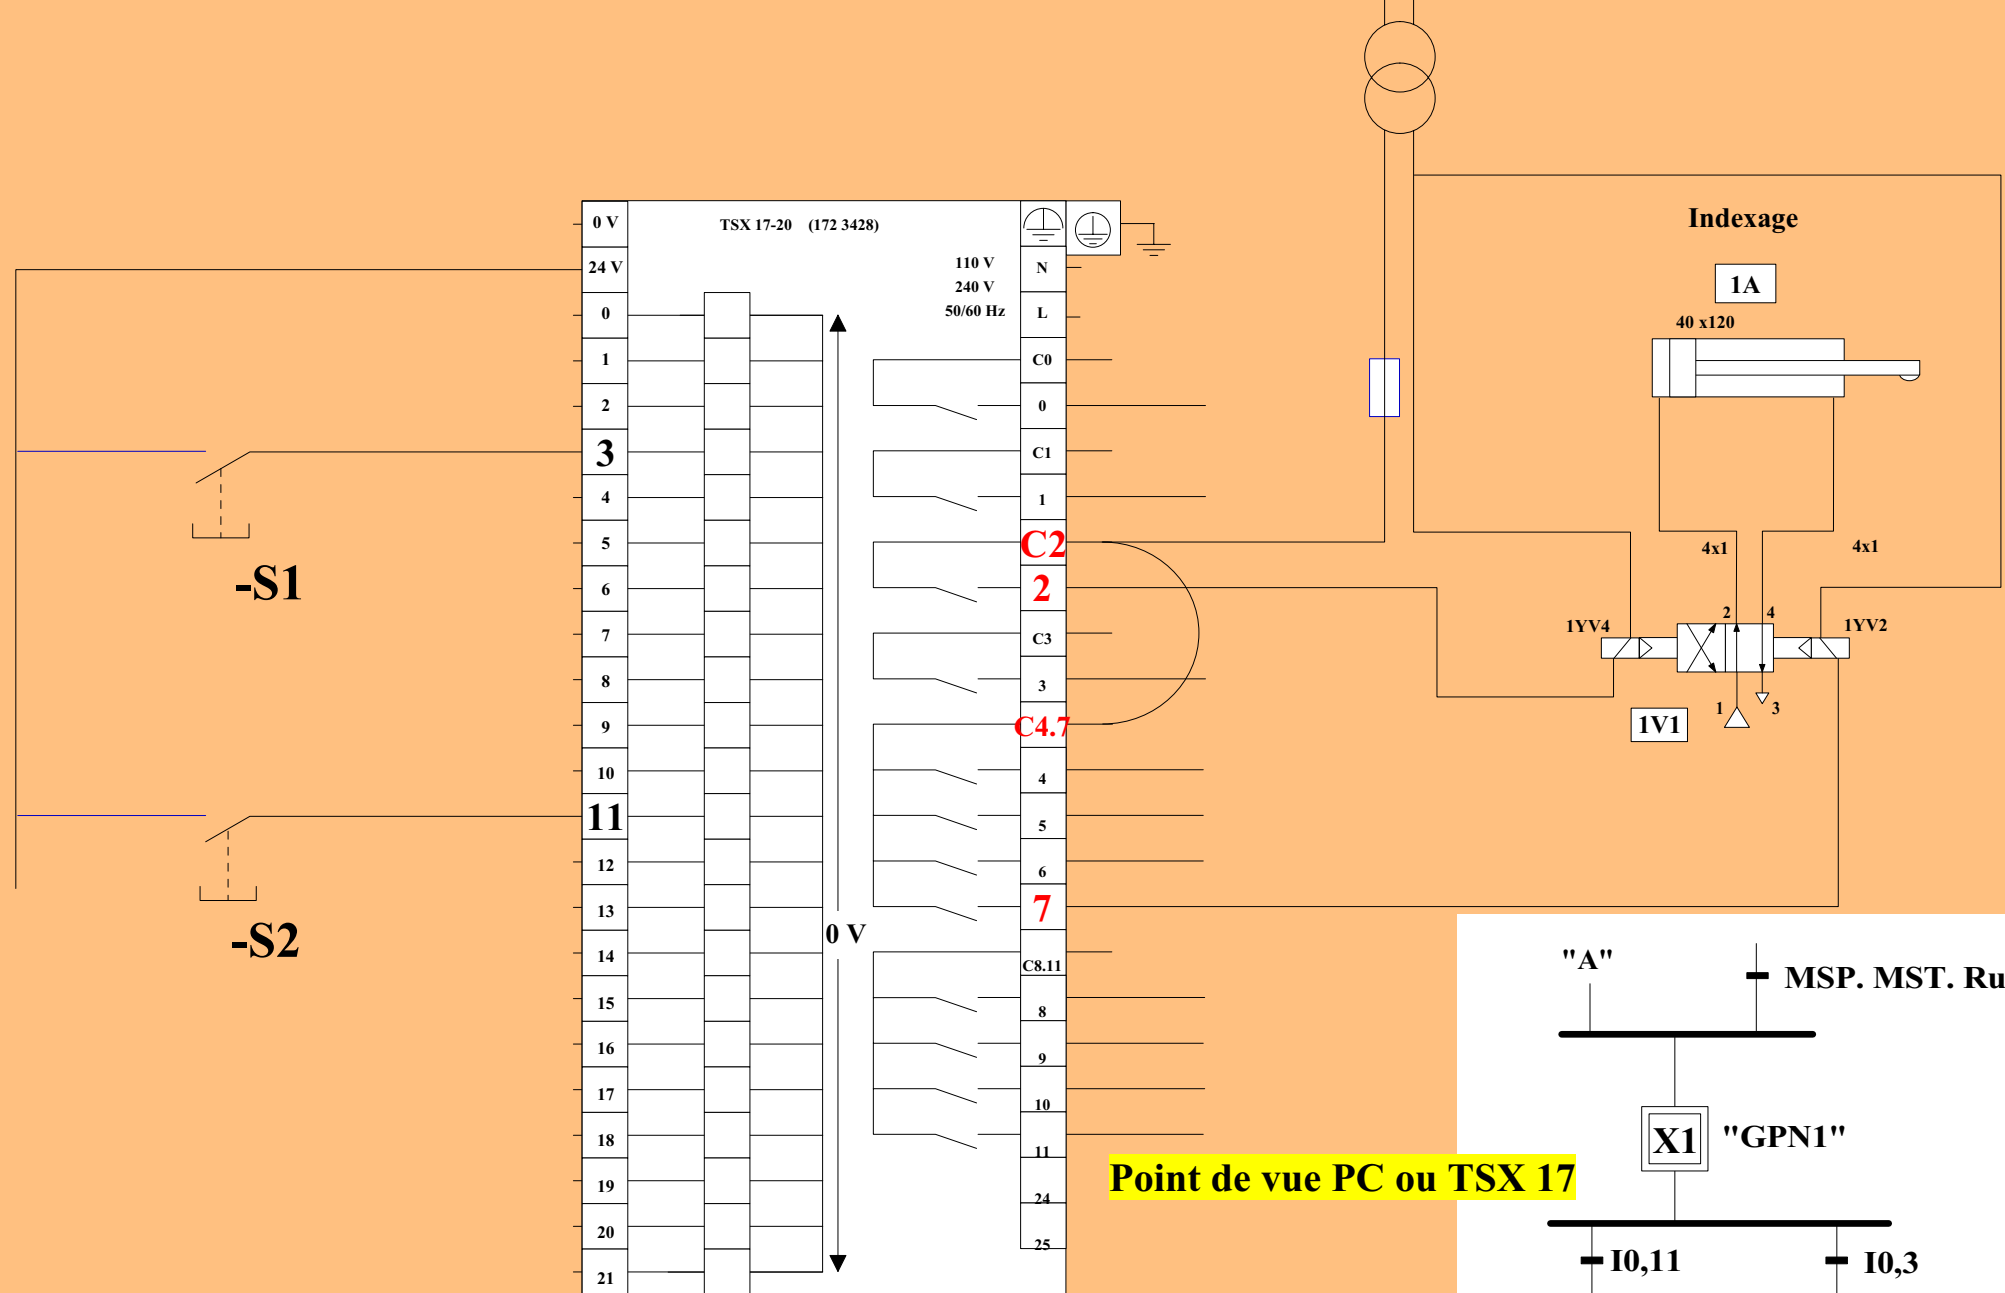 0 V
TSX 17-20 (172 3428)
24 V
110 V
240 V
50/60 Hz
N
L
0
1
2
3
4
5
6
7
8
9
10
11
12
13
14
15
16
17
18
19
20
21
0 V
C0
0
C1
1
C2
2
C3
3
C4.7
4
5
6
7
C8.11
8
9
10
11
24
25
-S1
-S2
Indexage
1A
40 x120
4x1
4x1
2
4
1YV4
1YV2
1
3
1V1
"A"
MSP. MST. Ru
X1
"GPN1"
Point de vue PC ou TSX 17
I0,11
I0,3